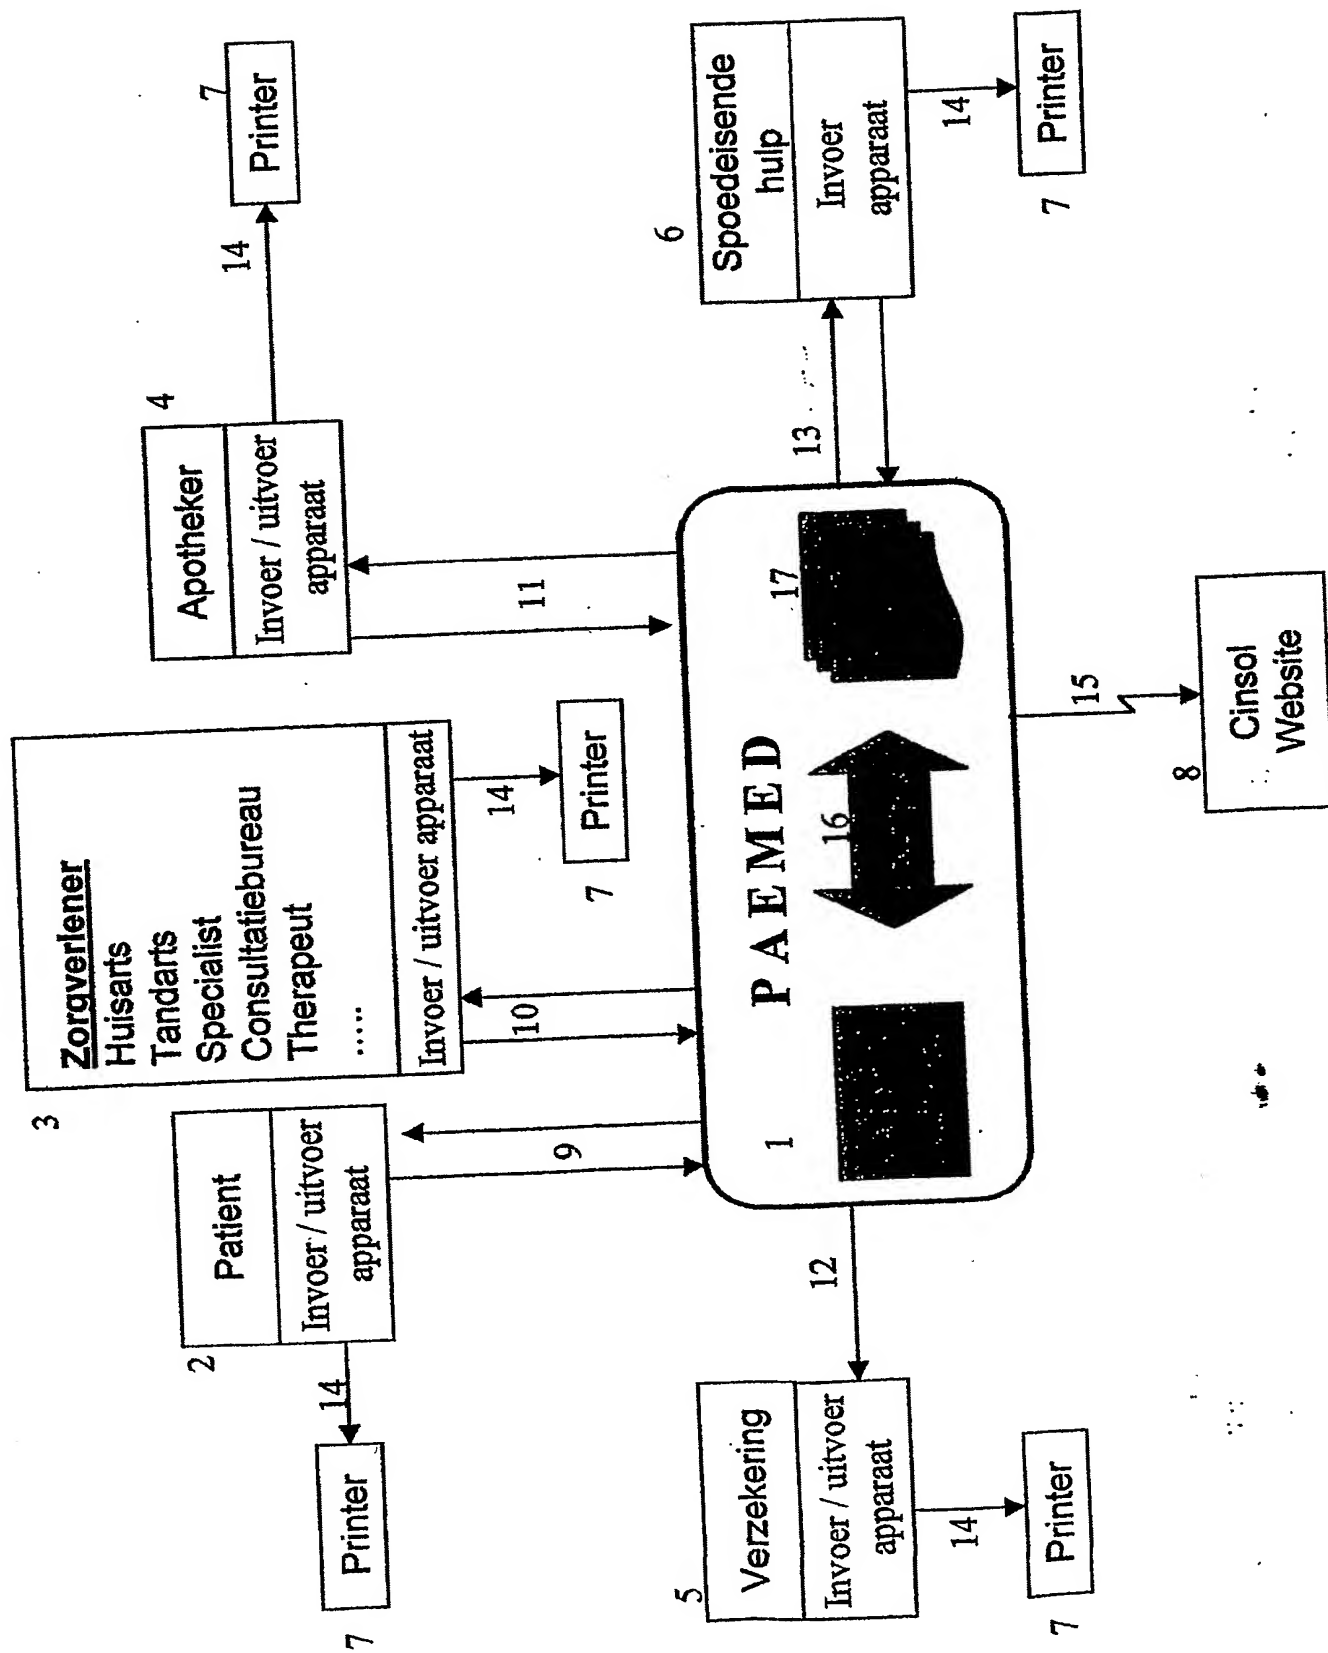 3
Zorgverlener
Huisarts
Tandarts
Specialist
Consultatiebureau
Therapeut
.....
Invoer / uitvoer apparaat
14
Printer
7
10
2
Patient
Invoer / uitvoer
apparaat
14
Printer
7
9
4
Apotheker
Invoer / uitvoer
apparaat
14
7
Printer
11
5
Verzekering
Invoer / uitvoer
apparaat
14
Printer
7
12
1
PAEMED
16
17
13
6
Spoedeisende
hulp
Invoer
apparaat
14
Printer
7
15
8
Cinsol
Website